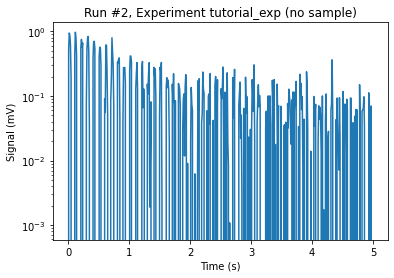 Run #2, Experiment tutorial_exp (no sample)
10⁰
10⁻¹
10⁻²
10⁻³
Signal (mV)
0 1 2 3 4 5
Time (s)